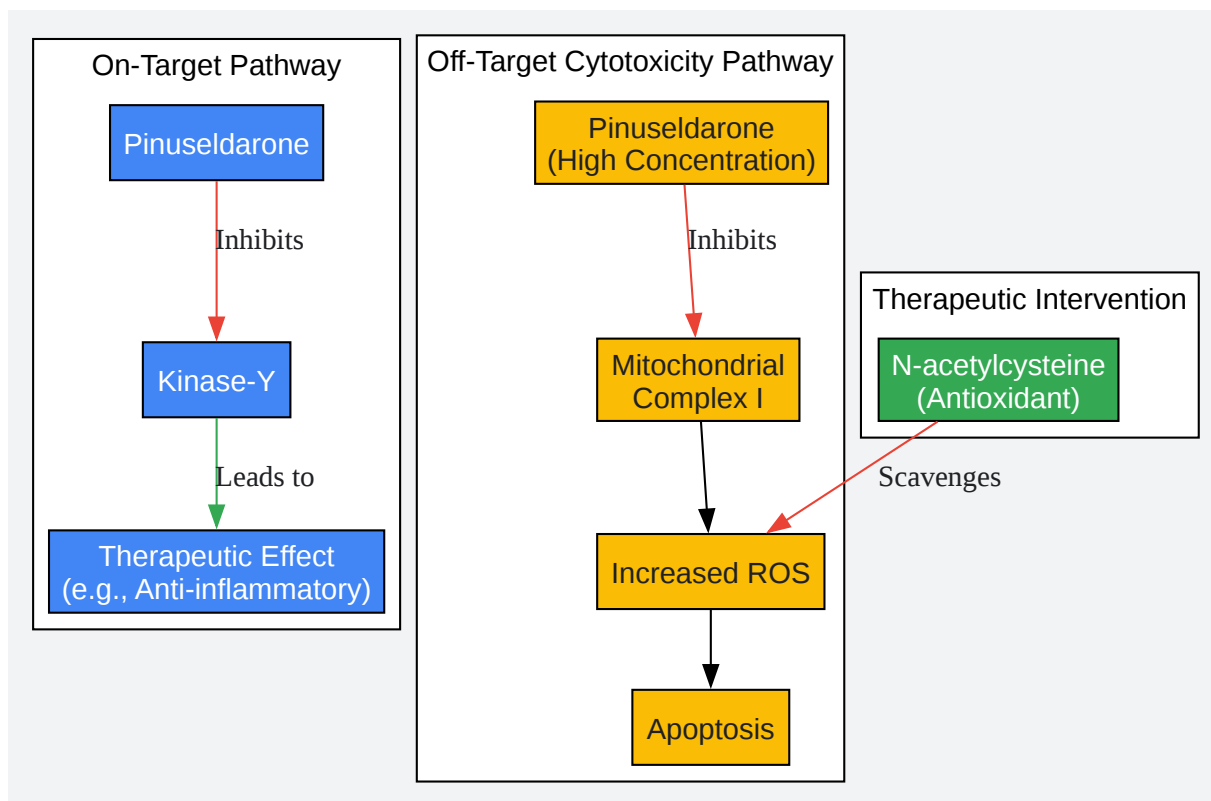 On-Target Pathway
Pinuseldarone
Inhibits
Kinase-Y
Leads to
Therapeutic Effect
(e.g., Anti-inflammatory)
Off-Target Cytotoxicity Pathway
Pinuseldarone
(High Concentration)
Inhibits
Mitochondrial
Complex I
Increased ROS
Apoptosis
Therapeutic Intervention
N-acetylcysteine
(Antioxidant)
Scavenges